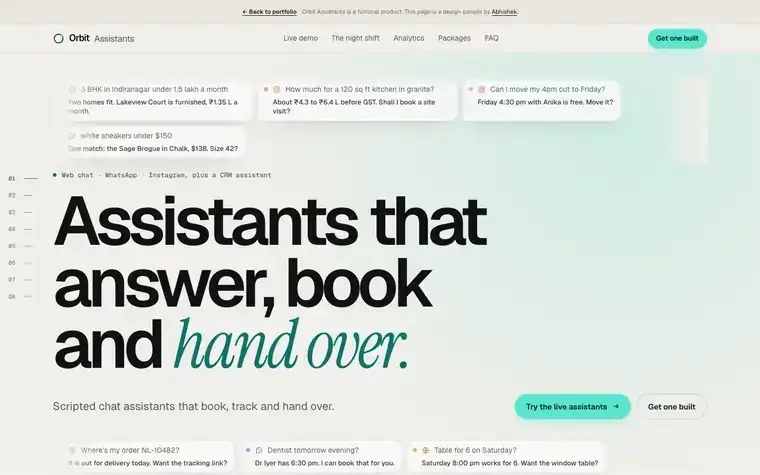 ← Back to portfolio Orbit Assistants is a fictional product. This page is a design sample by Abhishek.
Orbit Assistants
Live demo
The night shift
Analytics
Packages
FAQ
Get one built
3 BHK in Indiranagar under 1.5 lakh a month
Two homes fit. Lakeview Court is furnished, ₹1.35 L a
month.
How much for a 120 sq ft kitchen in granite?
About ₹4.3 to ₹6.4 L before GST. Shall I book a site
visit?
Can I move my 4pm cut to Friday?
Friday 4:30 pm with Anika is free. Move it?
white sneakers under $150
One match: the Sage Brogue in Chalk, $138. Size 42?
01
02
03
04
05
06
07
08
Web chat · WhatsApp · Instagram, plus a CRM assistant
Assistants that
answer, book
and hand over.
Scripted chat assistants that book, track and hand over.
Try the live assistants →
Get one built
Where's my order NL-10482?
It is out for delivery today. Want the tracking link?
Dentist tomorrow evening?
Dr Iyer has 6:30 pm. I can book that for you.
Table for 6 on Saturday?
Saturday 8:00 pm works for 6. Want the window table?